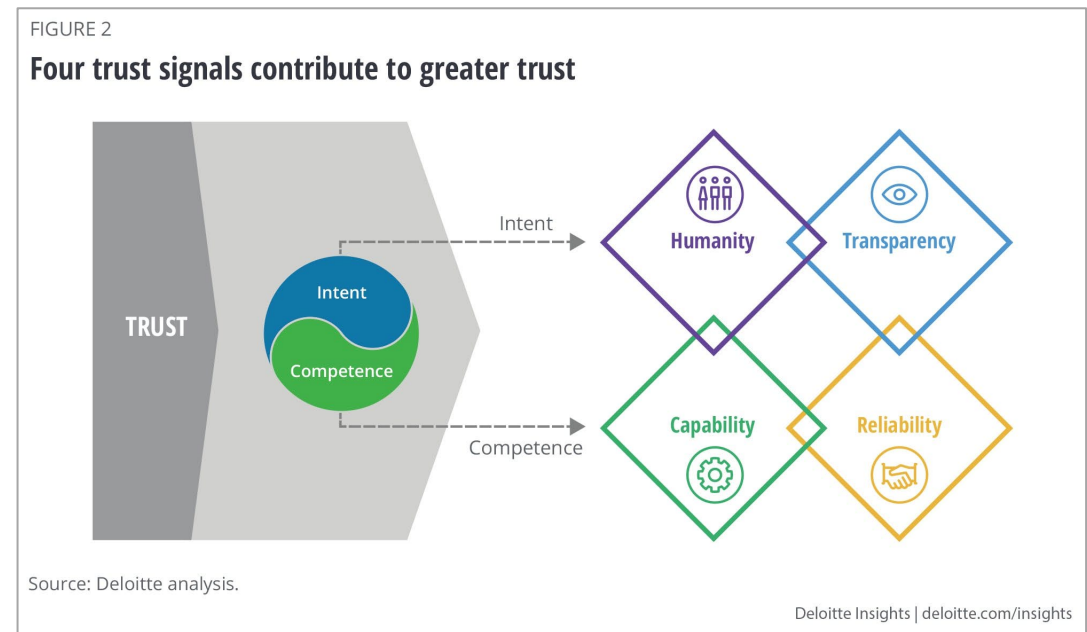 FIGURE 2
Four trust signals contribute to greater trust
TRUST
Intent
Competence
Intent
Competence
Humanity
Transparency
Capability
Reliability
Source: Deloitte analysis.
Deloitte Insights | deloitte.com/insights